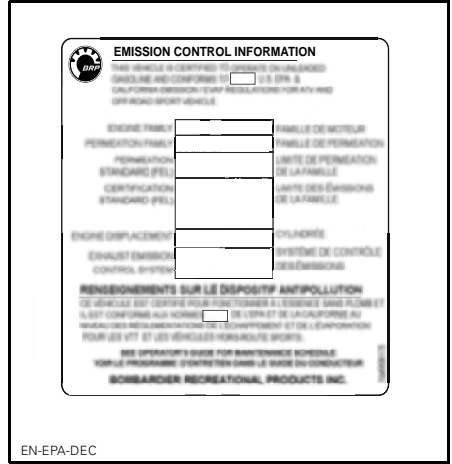 BRP
EMISSION CONTROL INFORMATION
THIS VEHICLE IS CERTIFIED TO OPERATE ON UNLEADED
GASOLINE AND CONFORMS TO U.S. EPA &
CALIFORNIA EMISSION / EVAP REGULATIONS FOR ATV AND
OFF-ROAD SPORT VEHICLE.
ENGINE FAMILY FAMILLE DE MOTEUR
PERMEATION FAMILY FAMILLE DE PERMÉATION
PERMEATION LIMITE DE PERMÉATION
STANDARD (FEL) DE LA FAMILLE
CERTIFICATION LIMITE DES ÉMISSIONS
STANDARD (FEL) DE LA FAMILLE
ENGINE DISPLACEMENT CYLINDRÉE
EXHAUST EMISSION SYSTÈME DE CONTRÔLE
CONTROL SYSTEM DES ÉMISSIONS
RENSEIGNEMENTS SUR LE DISPOSITIF ANTIPOLLUTION
CE VÉHICULE EST CERTIFIÉ POUR FONCTIONNER À L'ESSENCE SANS PLOMB ET
IL EST CONFORME AUX NORMES DE L'EPA ET DE LA CALIFORNIE AU
NIVEAU DES RÉGLEMENTATIONS DE L'ÉCHAPPEMENT ET DE L'ÉVAPORATION
POUR LES VTT ET LES VÉHICULES HORS-ROUTE SPORTS.
SEE OPERATOR'S GUIDE FOR MAINTENANCE SCHEDULE
VOIR LE PROGRAMME D'ENTRETIEN DANS LE GUIDE DU CONDUCTEUR
BOMBARDIER RECREATIONAL PRODUCTS INC.
EN-EPA-DEC